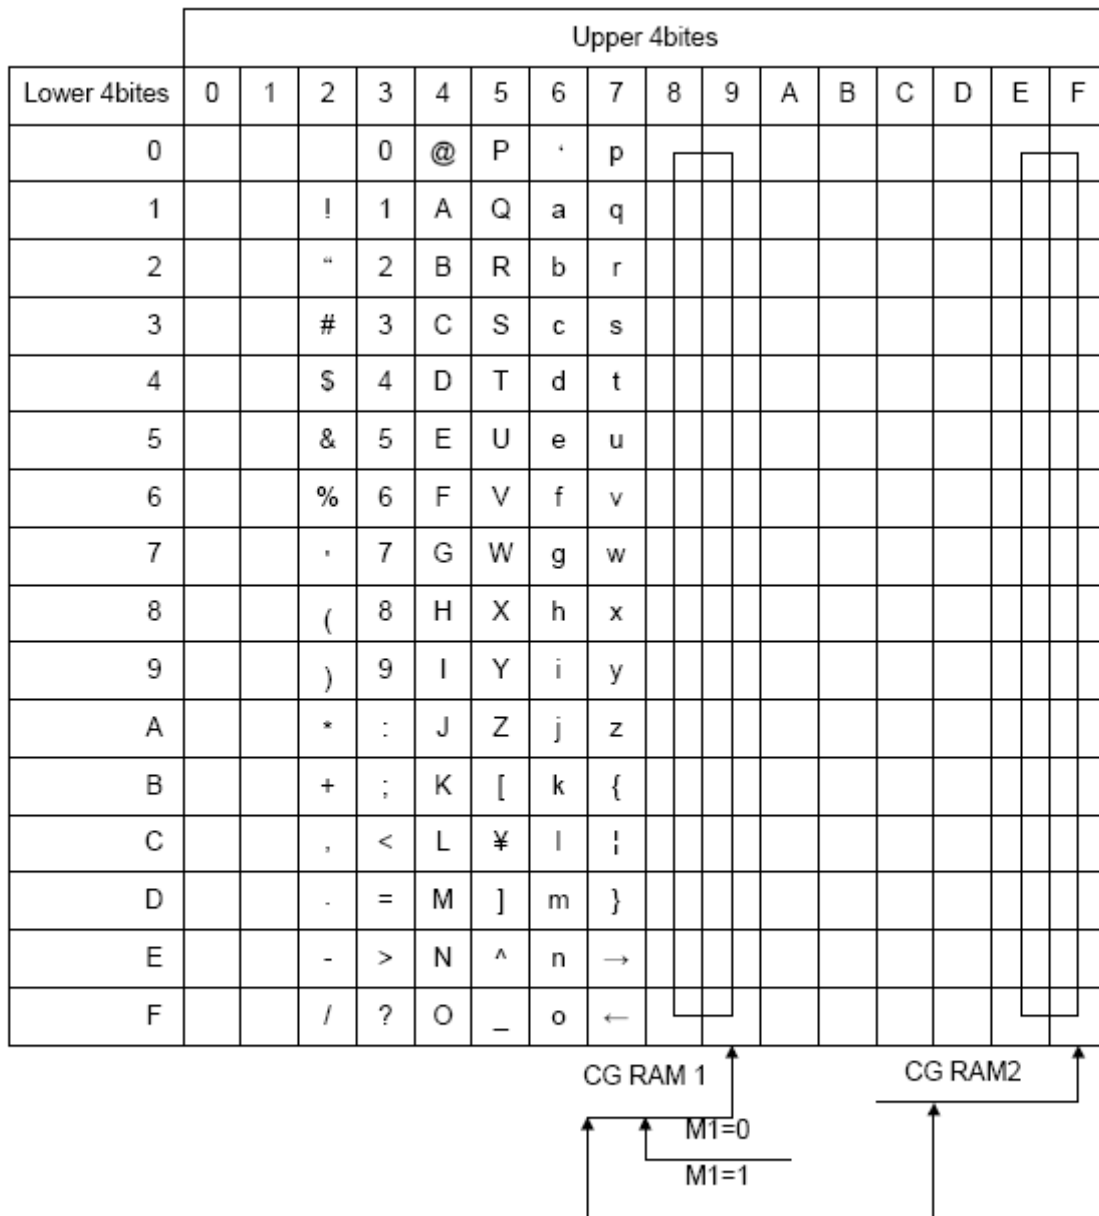 Upper 4bites
Lower 4bites 0 1 2 3 4 5 6 7 8 9 A B C D E F
0 0 @ P ‘ p
1 ! 1 A Q a q
2 “ 2 B R b r
3 # 3 C S c s
4 $ 4 D T d t
5 & 5 E U e u
6 % 6 F V f v
7 ' 7 G W g w
8 ( 8 H X h x
9 ) 9 I Y i y
A * : J Z j z
B + ; K [ k {
C , < L ¥ l ¦
D . = M ] m }
E - > N ^ n →
F / ? O _ o ←
CG RAM 1 CG RAM2
M1=0
M1=1